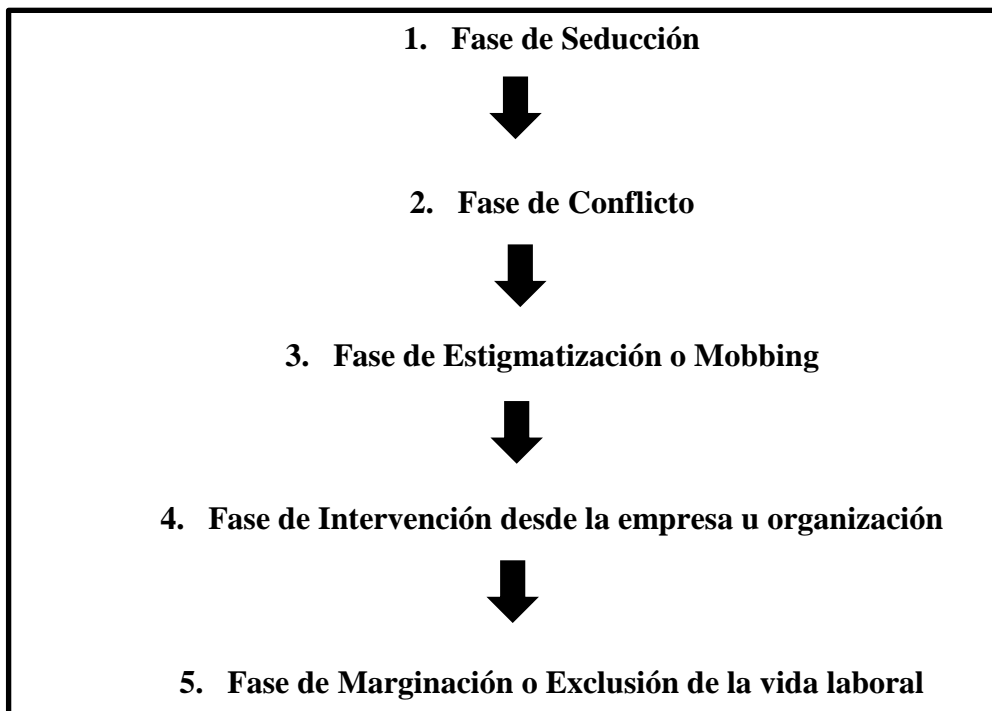 1. Fase de Seducción
2. Fase de Conflicto
3. Fase de Estigmatización o Mobbing
4. Fase de Intervención desde la empresa u organización
5. Fase de Marginación o Exclusión de la vida laboral